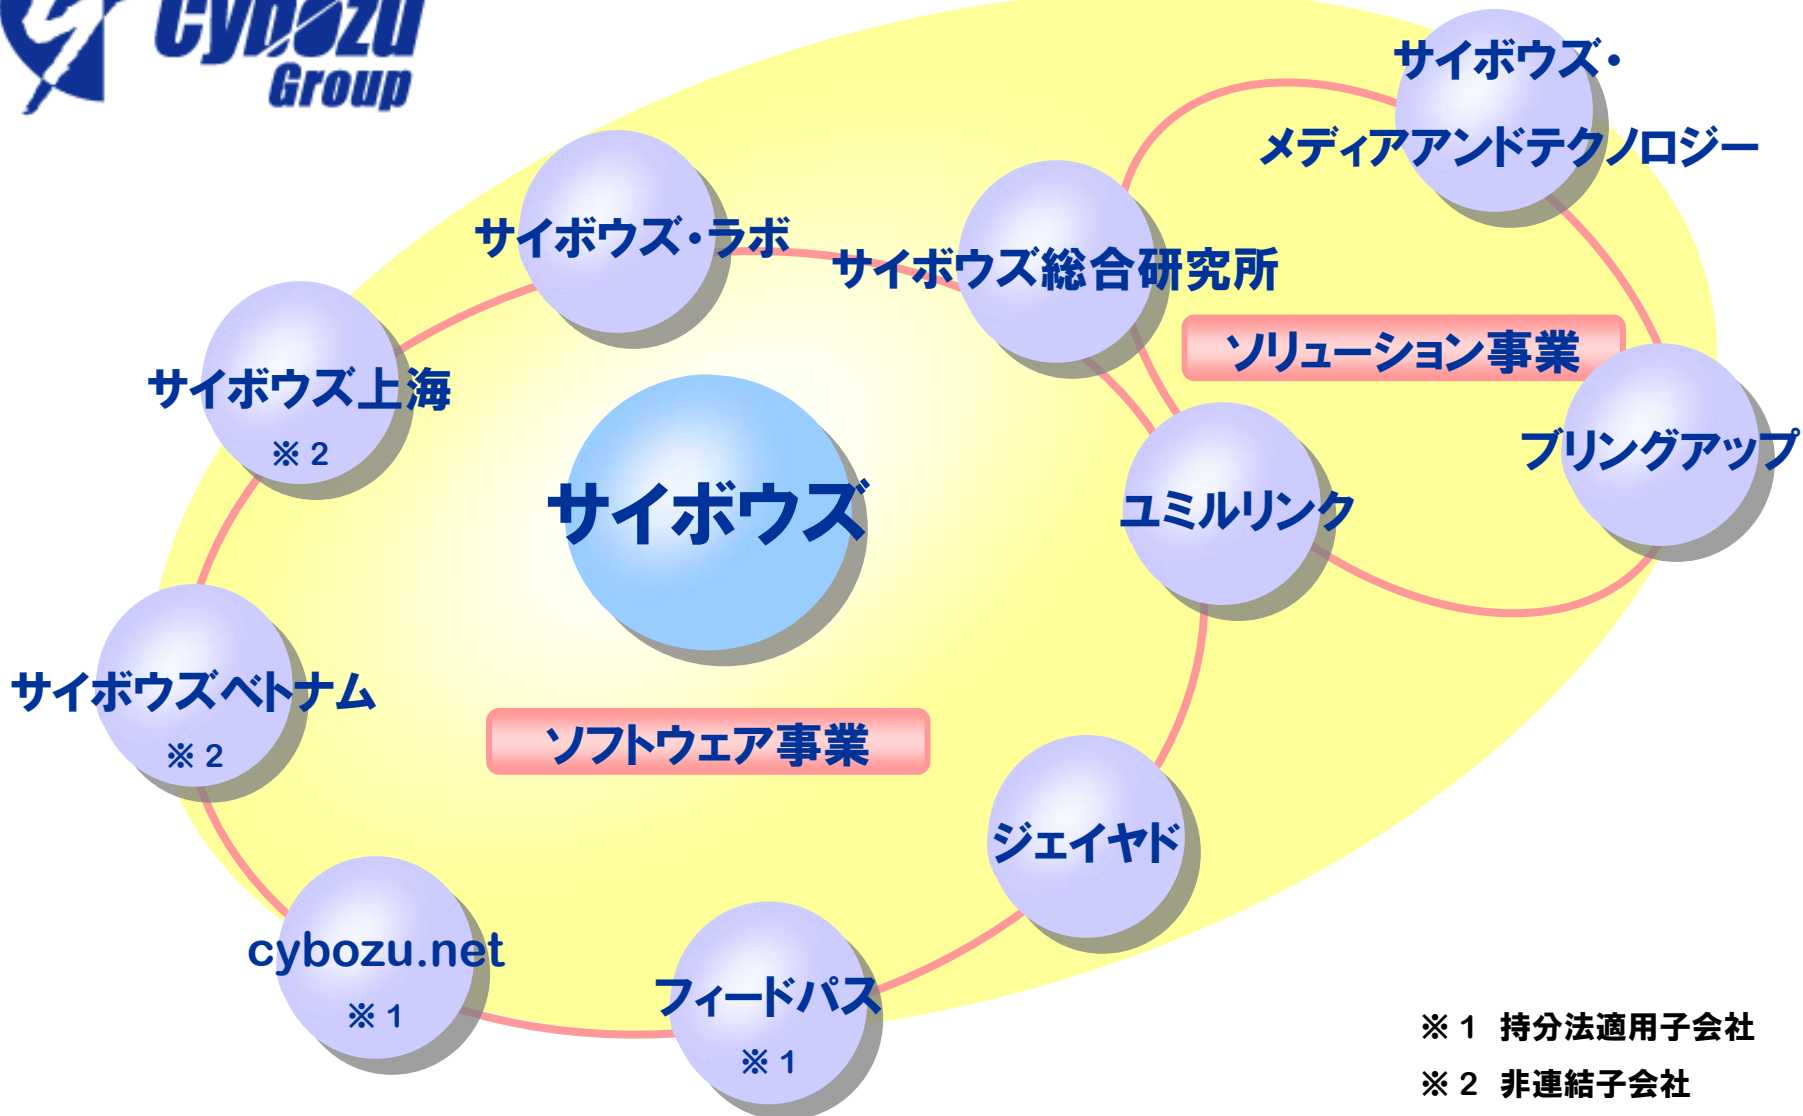 Cybozu
Group
サイボウズ・
メディアアンドテクノロジー
サイボウズ・ラボ
サイボウズ総合研究所
ソリューション事業
サイボウズ上海
※2
ブリングアップ
サイボウズ
ユミルリンク
サイボウズベトナム
※2
ソフトウェア事業
ジェイヤド
cybozu.net
※1
フィードパス
※1
※1 持分法適用子会社
※2 非連結子会社